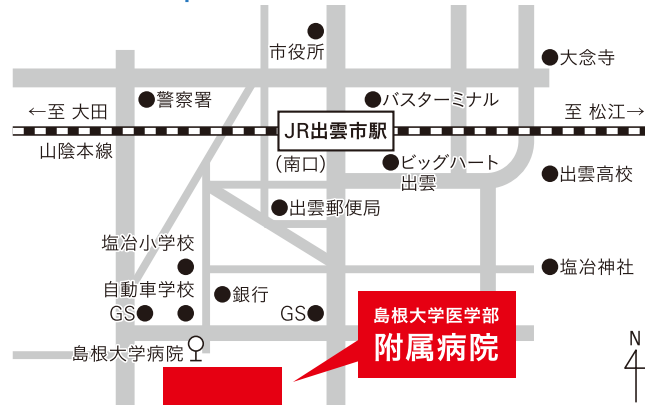 市役所
大念寺
警察署
バスターミナル
←至 大田
至 松江→
JR出雲市駅
山陰本線
(南口)
ビッグハート
出雲
出雲高校
出雲郵便局
塩冶小学校
塩冶神社
自動車学校
銀行
GS
GS
島根大学医学部
附属病院
島根大学病院
N